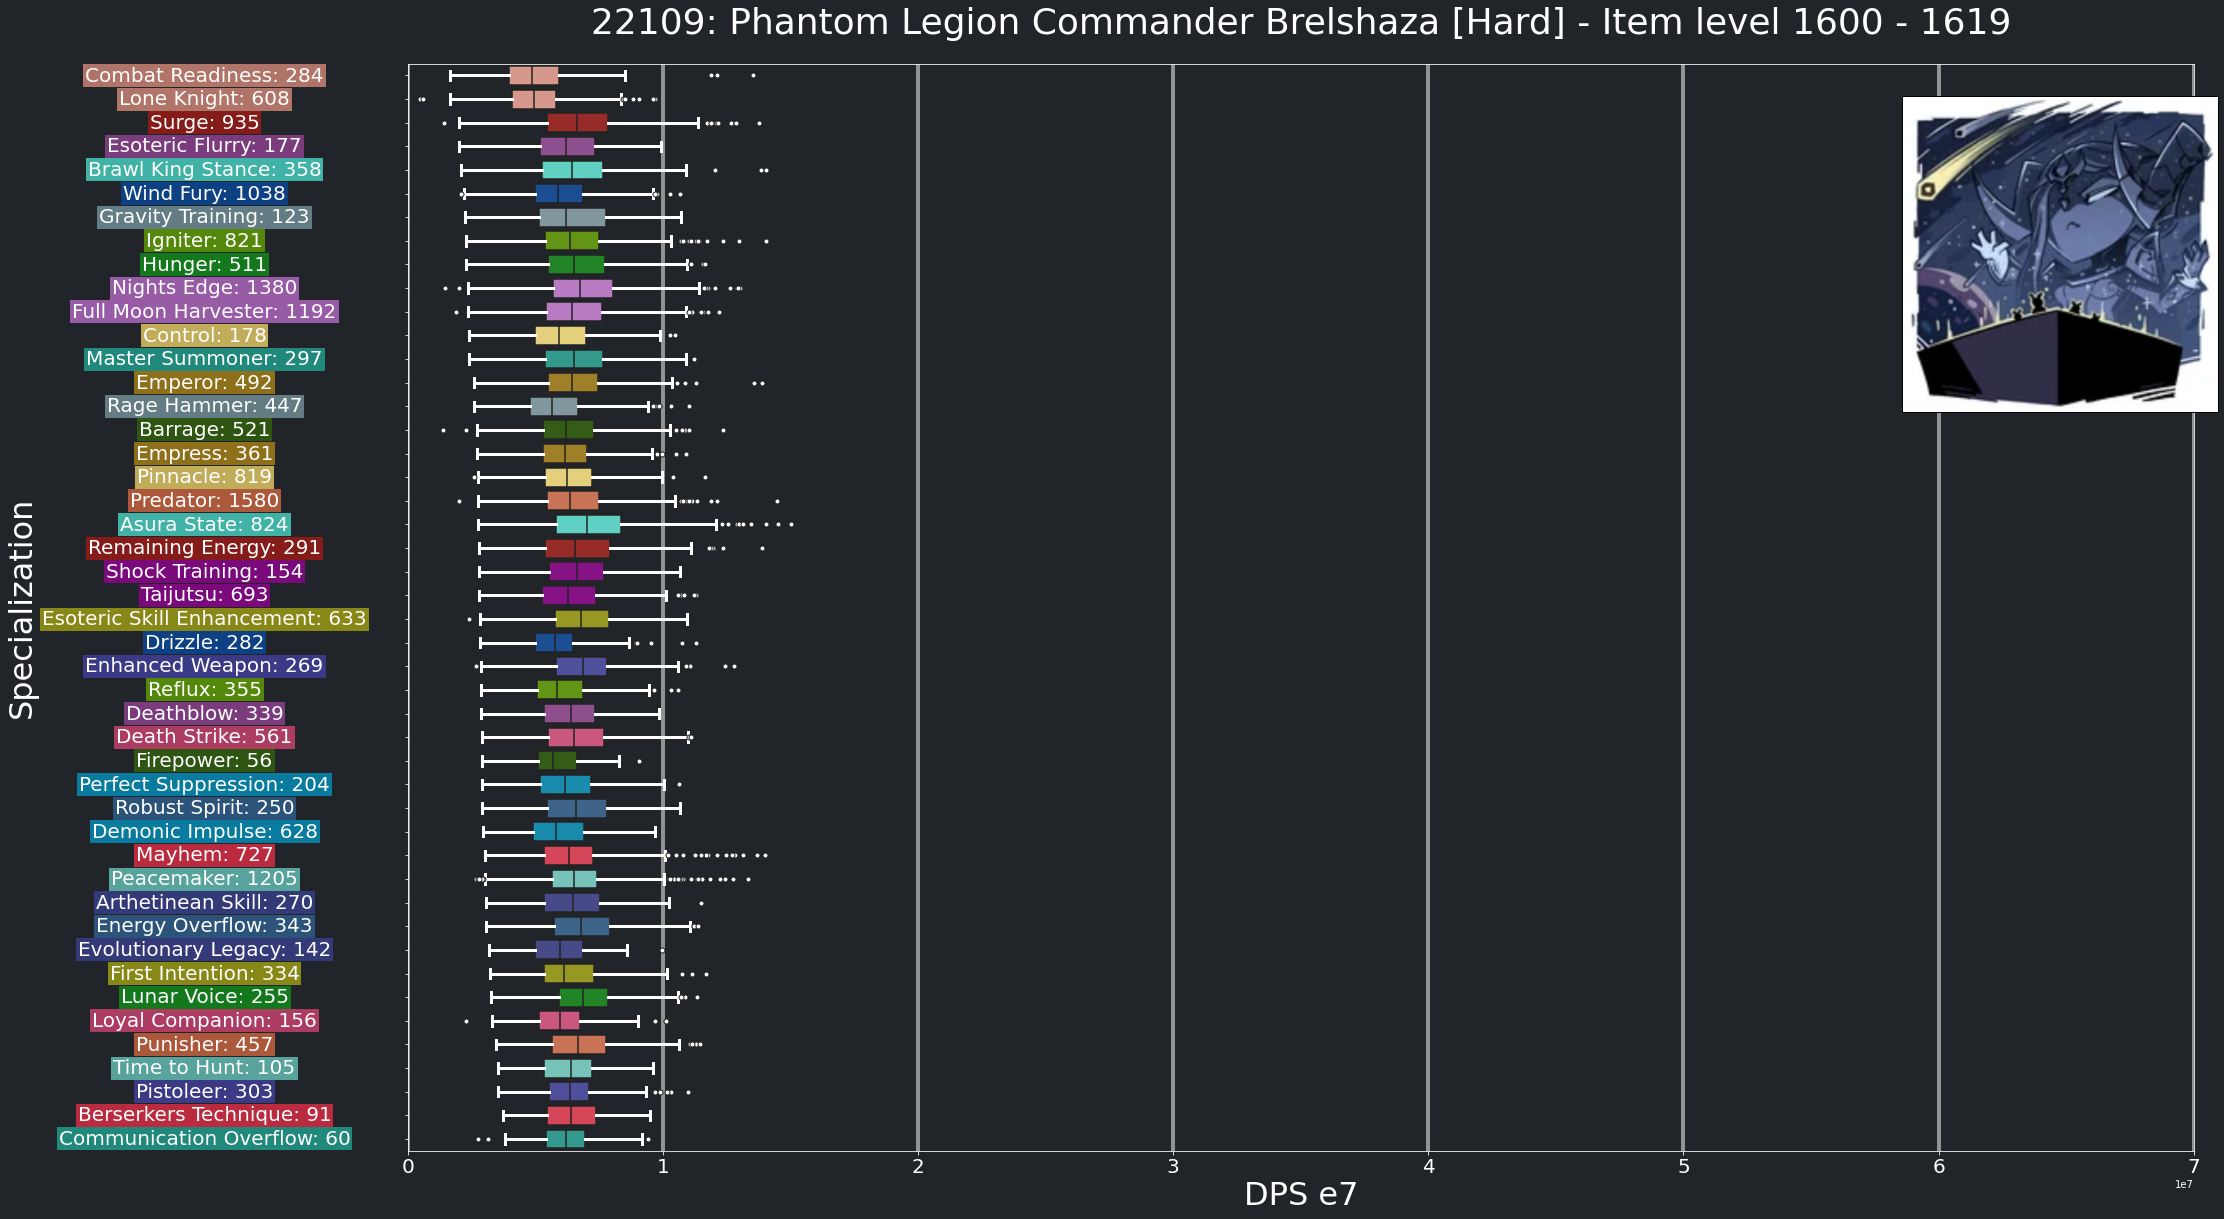 22109: Phantom Legion Commander Brelshaza [Hard] - Item level 1600 - 1619
Combat Readiness: 284
Lone Knight: 608
Surge: 935
Esoteric Flurry: 177
Brawl King Stance: 358
Wind Fury: 1038
Gravity Training: 123
Igniter: 821
Hunger: 511
Nights Edge: 1380
Full Moon Harvester: 1192
Control: 178
Master Summoner: 297
Emperor: 492
Rage Hammer: 447
Barrage: 521
Empress: 361
Pinnacle: 819
Predator: 1580
Asura State: 824
Remaining Energy: 291
Shock Training: 154
Taijutsu: 693
Esoteric Skill Enhancement: 633
Drizzle: 282
Enhanced Weapon: 269
Reflux: 355
Deathblow: 339
Death Strike: 561
Firepower: 56
Perfect Suppression: 204
Robust Spirit: 250
Demonic Impulse: 628
Mayhem: 727
Peacemaker: 1205
Arthetinean Skill: 270
Energy Overflow: 343
Evolutionary Legacy: 142
First Intention: 334
Lunar Voice: 255
Loyal Companion: 156
Punisher: 457
Time to Hunt: 105
Pistoleer: 303
Berserkers Technique: 91
Communication Overflow: 60
Specialization
0 1 2 3 4 5 6 7
1e7
DPS e7